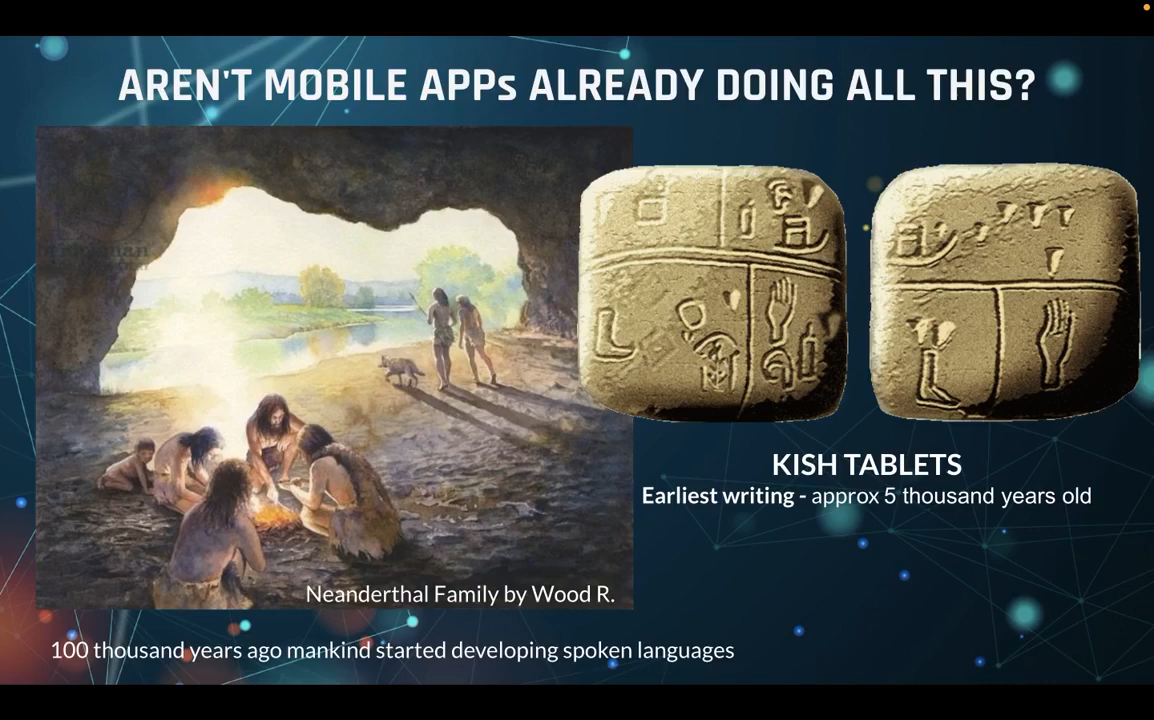 AREN'T MOBILE APPs ALREADY DOING ALL THIS?
Neanderthal Family by Wood R.
KISH TABLETS
Earliest writing - approx 5 thousand years old
100 thousand years ago mankind started developing spoken languages